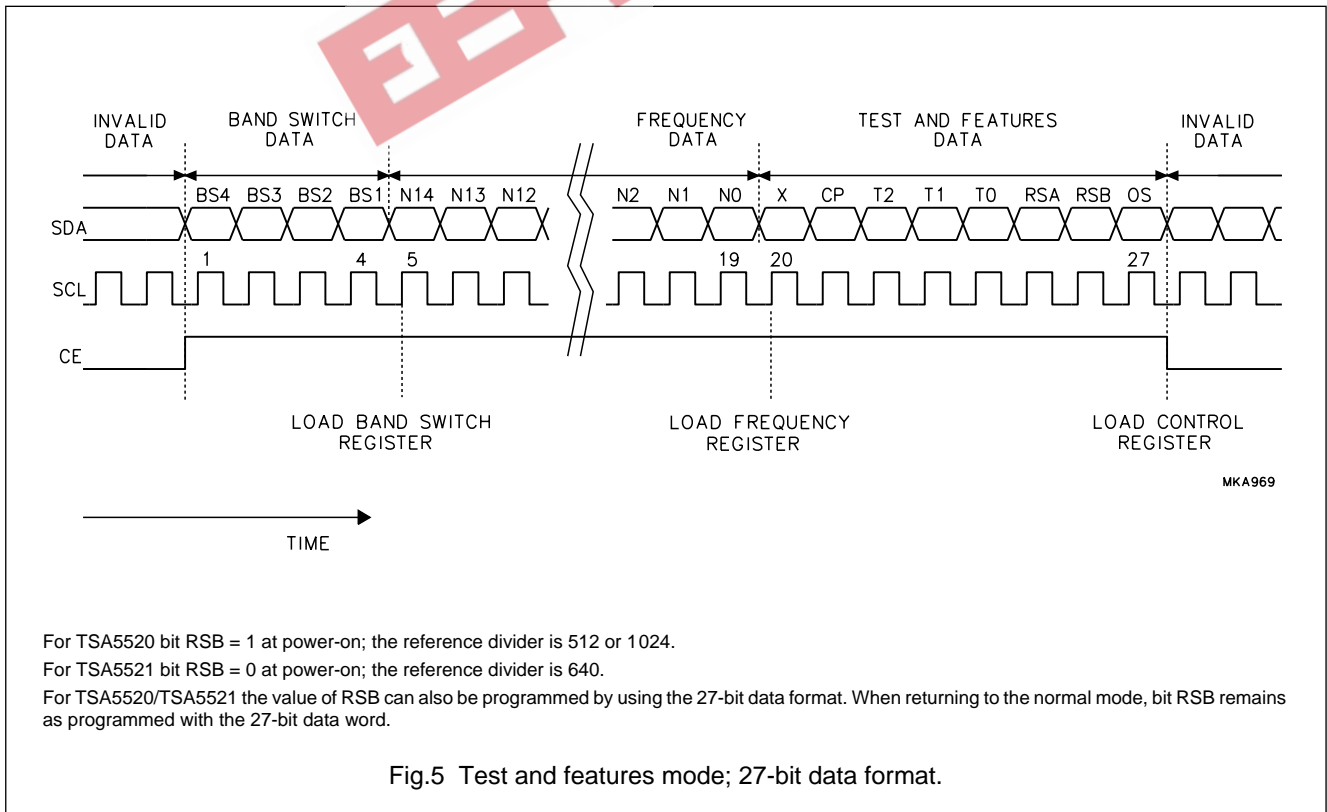 INVALID DATA
BAND SWITCH DATA
FREQUENCY DATA
TEST AND FEATURES DATA
INVALID DATA
BS4 BS3 BS2 BS1 N14 N13 N12 N2 N1 N0 X CP T2 T1 T0 RSA RSB OS
SDA
1 4 5 19 20 27
SCL
CE
LOAD BAND SWITCH REGISTER
LOAD FREQUENCY REGISTER
LOAD CONTROL REGISTER
MKA969
TIME
For TSA5520 bit RSB = 1 at power-on; the reference divider is 512 or 1024.
For TSA5521 bit RSB = 0 at power-on; the reference divider is 640.
For TSA5520/TSA5521 the value of RSB can also be programmed by using the 27-bit data format. When returning to the normal mode, bit RSB remains
as programmed with the 27-bit data word.
Fig.5 Test and features mode; 27-bit data format.